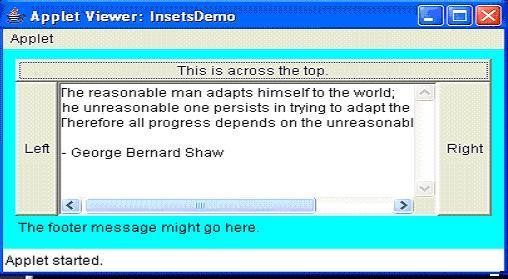 Applet Viewer: InsetsDemo
Applet
This is across the top.
The reasonable man adapts himself to the world;
he unreasonable one persists in trying to adapt the
Therefore all progress depends on the unreasonabl
- George Bernard Shaw
Left
Right
The footer message might go here.
Applet started.